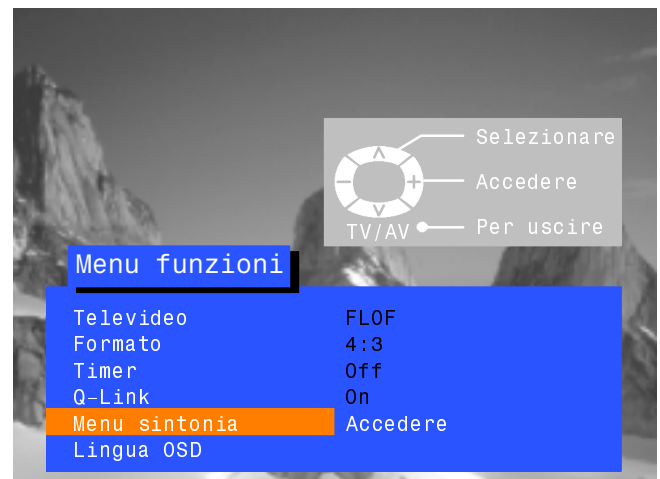 Selezionare
Accedere
TV/AV Per uscire
Menu funzioni
Televideo FLOF
Formato 4:3
Timer Off
Q-Link On
Menu sintonia Accedere
Lingua OSD